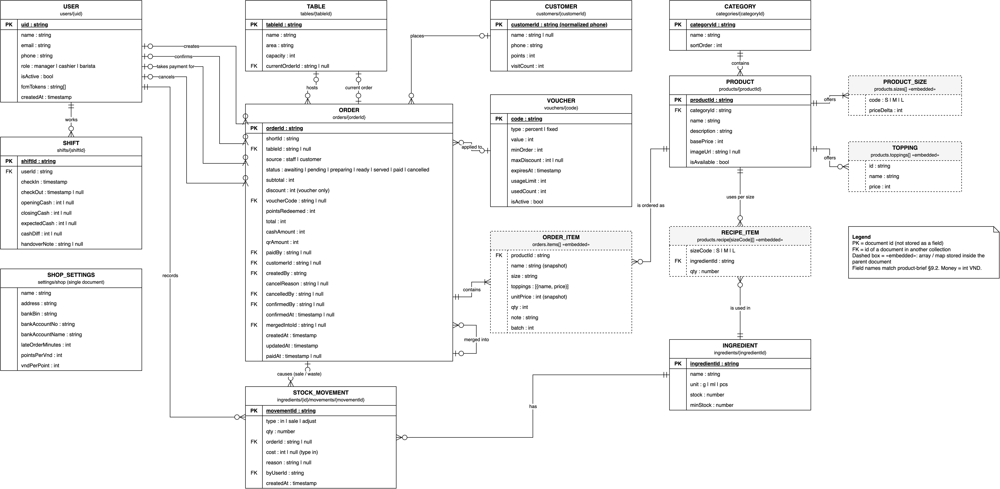 USER
users/{uid}
PK uid : string
name : string
email : string
phone : string
role : manager | cashier | barista
isActive : bool
fcmTokens : string[]
createdAt : timestamp
creates
confirms
takes payment for
cancels
works
records
SHIFT
shifts/{shiftId}
PK shiftId : string
FK userId : string
checkIn : timestamp
checkOut : timestamp | null
openingCash : int | null
closingCash : int | null
expectedCash : int | null
cashDiff : int | null
handoverNote : string | null
SHOP_SETTINGS
settings/shop (single document)
name : string
address : string
bankBin : string
bankAccountNo : string
bankAccountName : string
lateOrderMinutes : int
pointsPerVnd : int
vndPerPoint : int
TABLE
tables/{tableId}
PK tableId : string
name : string
area : string
capacity : int
FK currentOrderId : string | null
hosts
current order
places
ORDER
orders/{orderId}
PK orderId : string
shortId : string
FK tableId : string | null
source : staff | customer
status : awaiting | pending | preparing | ready | served | paid | cancelled
subtotal : int
discount : int (voucher only)
FK voucherCode : string | null
pointsRedeemed : int
total : int
cashAmount : int
qrAmount : int
FK paidBy : string | null
FK customerId : string | null
FK createdBy : string
cancelReason : string | null
FK cancelledBy : string | null
FK confirmedBy : string | null
confirmedAt : timestamp | null
FK mergedIntoId : string | null
createdAt : timestamp
updatedAt : timestamp
paidAt : timestamp | null
applied to
contains
merged into
causes (sale / waste)
STOCK_MOVEMENT
ingredients/{id}/movements/{movementId}
PK movementId : string
type : in | sale | adjust
qty : number
FK orderId : string | null
cost : int | null (type in)
reason : string | null
FK byUserId : string
createdAt : timestamp
has
CUSTOMER
customers/{customerId}
PK customerId : string (normalized phone)
name : string | null
phone : string
points : int
visitCount : int
VOUCHER
vouchers/{code}
PK code : string
type : percent | fixed
value : int
minOrder : int
maxDiscount : int | null
expiresAt : timestamp
usageLimit : int
usedCount : int
isActive : bool
ORDER_ITEM
orders.items[] «embedded»
FK productId : string
name : string (snapshot)
size : string
toppings : [{name, price}]
unitPrice : int (snapshot)
qty : int
note : string
batch : int
is ordered as
CATEGORY
categories/{categoryId}
PK categoryId : string
name : string
sortOrder : int
contains
PRODUCT
products/{productId}
PK productId : string
FK categoryId : string
name : string
description : string
basePrice : int
imageUrl : string | null
isAvailable : bool
offers
offers
uses per size
RECIPE_ITEM
products.recipe[sizeCode][] «embedded»
sizeCode : S | M | L
FK ingredientId : string
qty : number
is used in
INGREDIENT
ingredients/{ingredientId}
PK ingredientId : string
name : string
unit : g | ml | pcs
stock : number
minStock : number
PRODUCT_SIZE
products.sizes[] «embedded»
code : S | M | L
priceDelta : int
TOPPING
products.toppings[] «embedded»
id : string
name : string
price : int
Legend
PK = document id (not stored as a field)
FK = id of a document in another collection
Dashed box = «embedded»: array / map stored inside the
parent document
Field names match product-brief §9.2. Money = int VND.